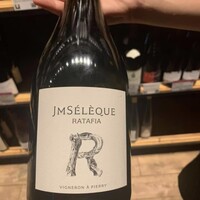 JMSÉLÈQUE
RATAFIA
R
VIGNERON À PIERRY